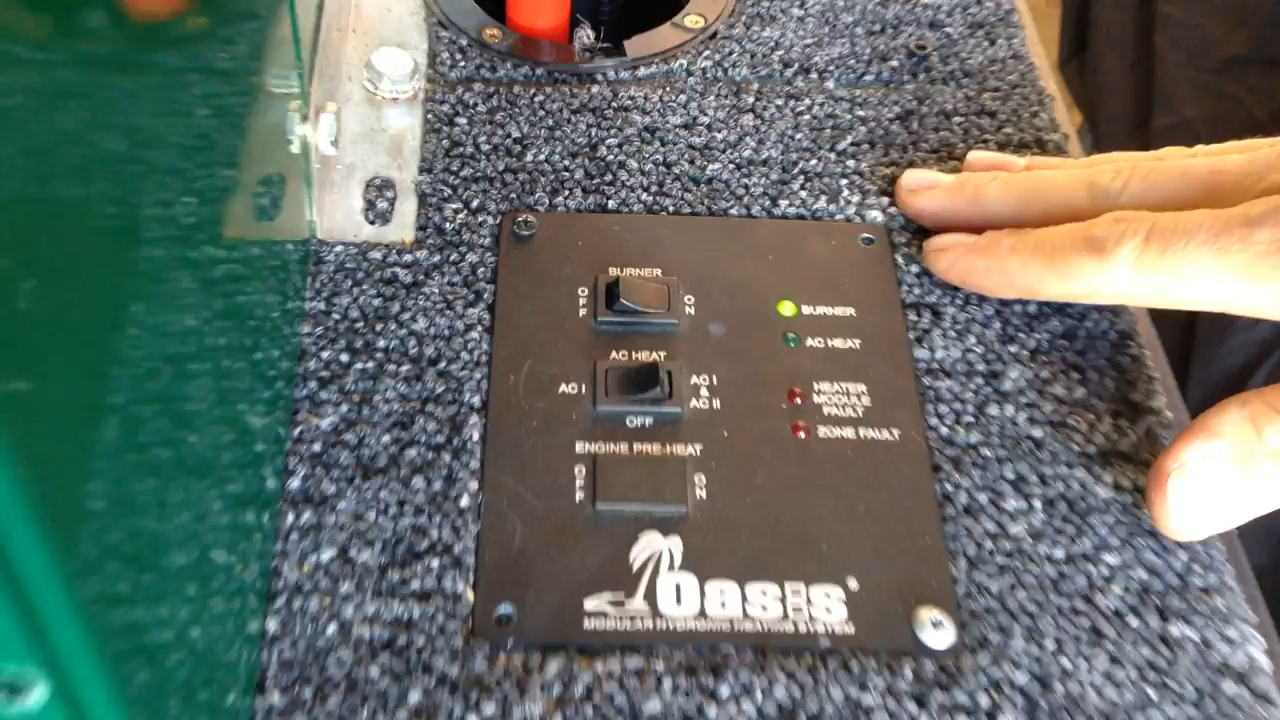 BURNER
OFF
ON
BURNER
AC HEAT
AC HEAT
AC I
AC I
&
AC II
OFF
HEATER
MODULE
FAULT
ZONE FAULT
ENGINE PRE-HEAT
OFF
ON
Oasis®
MODULAR HYDRONIC HEATING SYSTEM